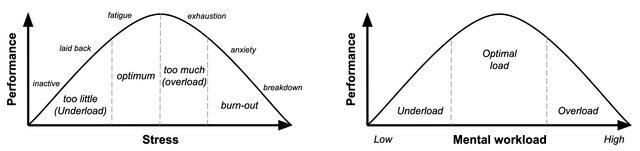 Performance
inactive
laid back
fatigue
exhaustion
anxiety
breakdown
too little
(Underload)
optimum
too much
(overload)
burn-out
Stress
Performance
Optimal
load
Underload
Overload
Low
Mental workload
High